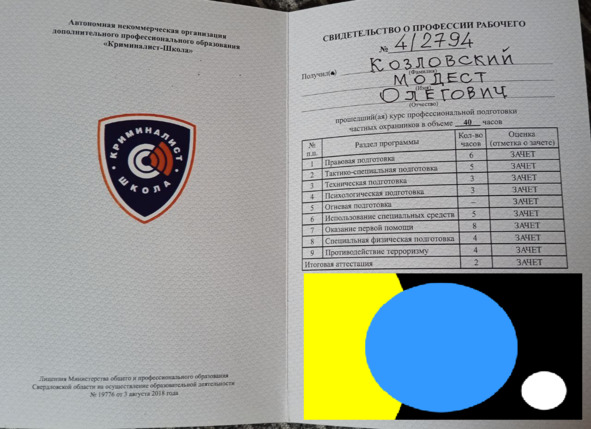 Автономная некоммерческая организация
дополнительного профессионального образования
«Криминалист-Школа»
КРИМИНАЛИСТ
ШКОЛА
Лицензия Министерства общего и профессионального образования
Свердловской области на осуществление образовательной деятельности
№ 19776 от 3 августа 2018 года
СВИДЕТЕЛЬСТВО О ПРОФЕССИИ РАБОЧЕГО
№ 4/2794
Получил(а) КОЗЛОВСКИЙ
(Фамилия)
МОДЕСТ
(Имя)
ОЛЕГОВИЧ
(Отчество)
прошедший(ая) курс профессиональной подготовки
частных охранников в объеме 40 часов
№ п.п. Раздел программы Кол-во часов Оценка (отметка о зачете)
1 Правовая подготовка 6 ЗАЧЕТ
2 Тактико-специальная подготовка 5 ЗАЧЕТ
3 Техническая подготовка 3 ЗАЧЕТ
4 Психологическая подготовка 3 ЗАЧЕТ
5 Огневая подготовка – ЗАЧЕТ
6 Использование специальных средств 5 ЗАЧЕТ
7 Оказание первой помощи 8 ЗАЧЕТ
8 Специальная физическая подготовка 4 ЗАЧЕТ
9 Противодействие терроризму 4 ЗАЧЕТ
Итоговая аттестация 2 ЗАЧЕТ